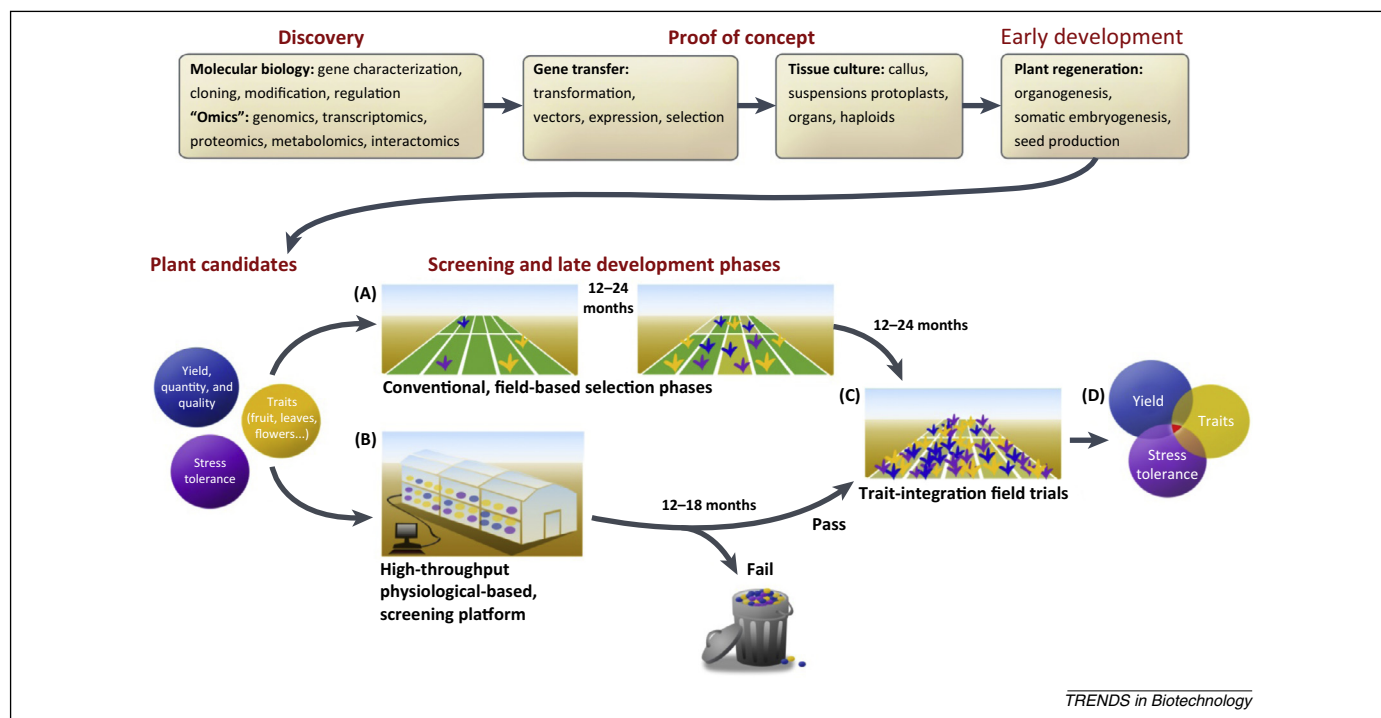 Discovery
Proof of concept
Early development
Molecular biology: gene characterization,
cloning, modification, regulation
“Omics”: genomics, transcriptomics,
proteomics, metabolomics, interactomics
Gene transfer:
transformation,
vectors, expression, selection
Tissue culture: callus,
suspensions protoplasts,
organs, haploids
Plant regeneration:
organogenesis,
somatic embryogenesis,
seed production
Plant candidates
Screening and late development phases
Yield,
quantity, and
quality
Traits
(fruit, leaves,
flowers...)
Stress
tolerance
(A)
12–24
months
12–24 months
Conventional, field-based selection phases
(B)
High-throughput
physiological-based,
screening platform
12–18 months
Pass
Fail
(C)
Trait-integration field trials
(D)
Yield
Traits
Stress
tolerance
TRENDS in Biotechnology